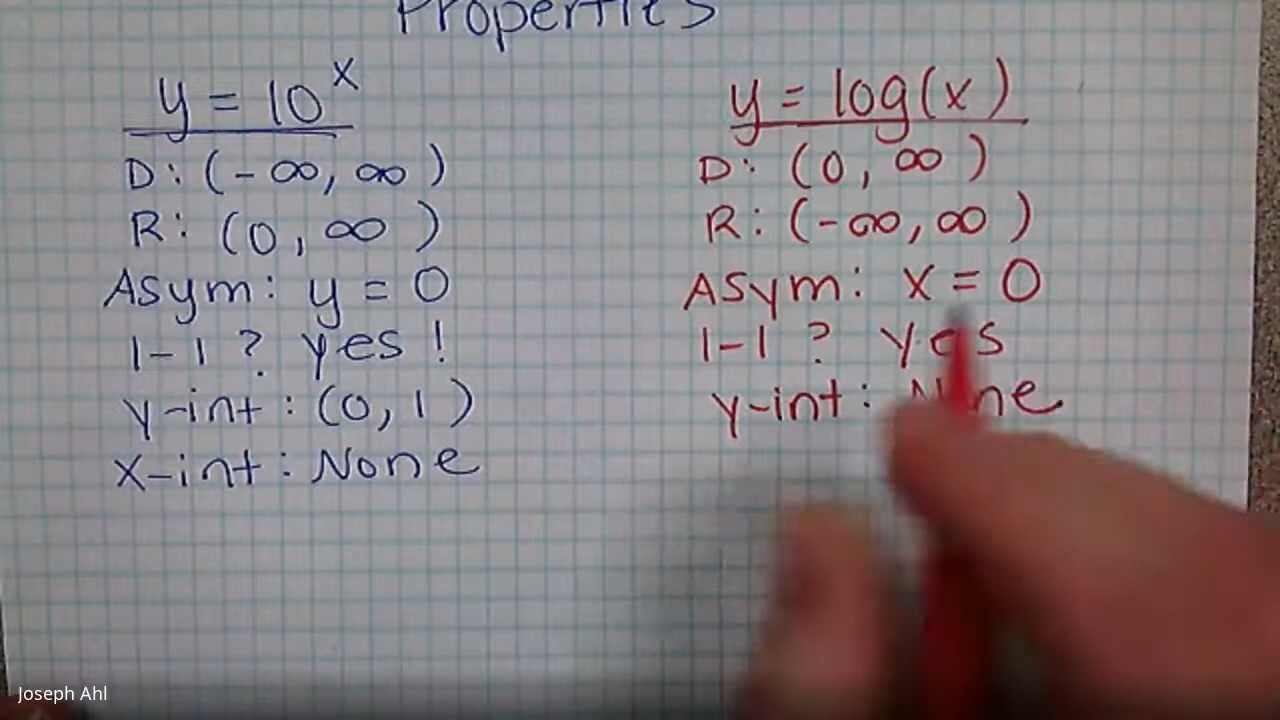 Properties
y = 10^x
D: (-∞, ∞)
R: (0, ∞)
Asym: y = 0
1-1 ? yes !
y-int: (0, 1)
x-int: None
y = log(x)
D: (0, ∞)
R: (-∞, ∞)
Asym: x = 0
1-1 ? yes
y-int: None
Joseph Ahl